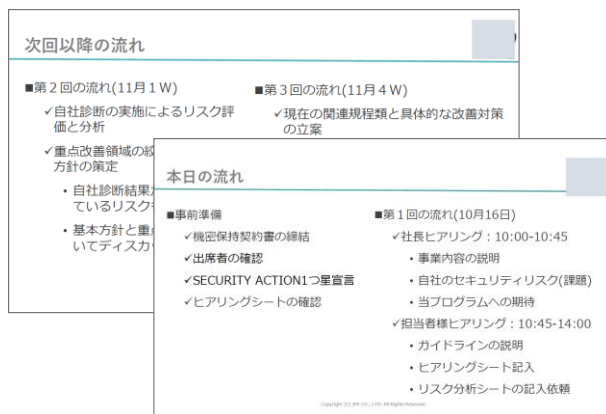 次回以降の流れ
■第２回の流れ(11月１Ｗ)
✓自社診断の実施によるリスク評
価と分析
✓重点改善領域の絞
方針の策定
・自社診断結果
ているリスク
・基本方針と重
いてディスカッ
■第３回の流れ(11月４Ｗ)
✓現在の関連規程類と具体的な改善対策
の立案
本日の流れ
■事前準備
✓機密保持契約書の締結
✓出席者の確認
✓SECURITY ACTION1つ星宣言
✓ヒアリングシートの確認
■第１回の流れ(10月16日)
✓社長ヒアリング：10:00-10:45
・事業内容の説明
・自社のセキュリティリスク(課題)
・当プログラムへの期待
✓担当者様ヒアリング：10:45-14:00
・ガイドラインの説明
・ヒアリングシート記入
・リスク分析シートの記入依頼
Copyright (C) JMK CO., LTD. All Rights Reserved.